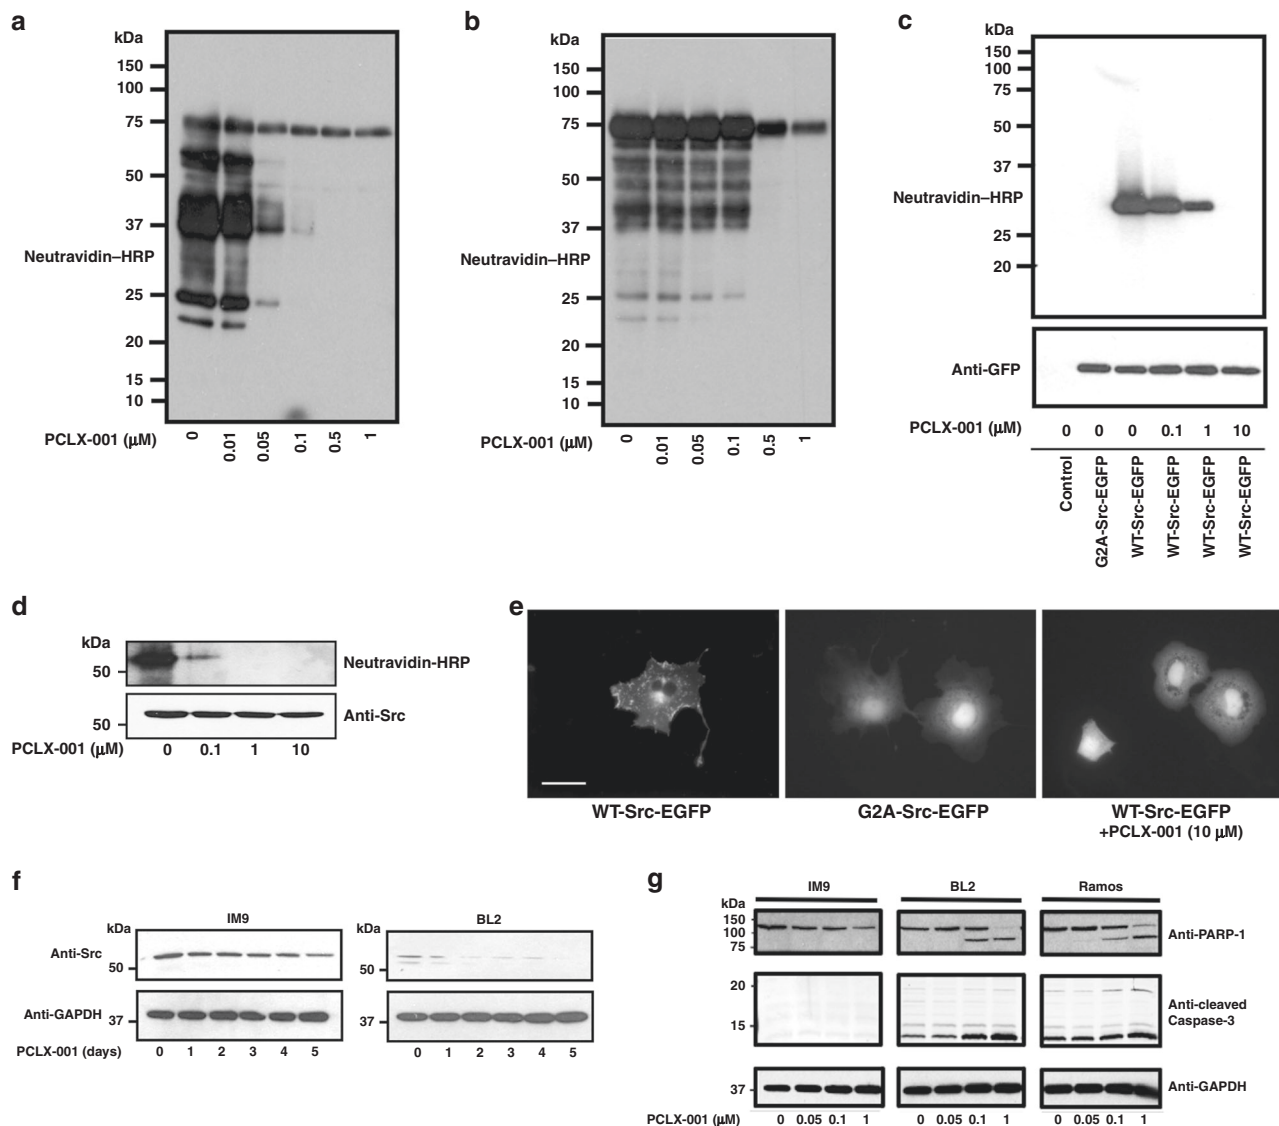 a
kDa
150
100
75
50
37
Neutravidin–HRP
25
20
15
10
PCLX-001 (µM)
0
0.01
0.05
0.1
0.5
1
b
kDa
150
100
75
50
37
Neutravidin–HRP
25
20
15
10
PCLX-001 (µM)
0
0.01
0.05
0.1
0.5
1
c
kDa
150
100
75
50
37
Neutravidin–HRP
25
20
Anti-GFP
PCLX-001 (µM)
0 0 0 0.1 1 10
Control
G2A-Src-EGFP
WT-Src-EGFP
WT-Src-EGFP
WT-Src-EGFP
WT-Src-EGFP
d
kDa
50
Neutravidin-HRP
50
Anti-Src
PCLX-001 (µM) 0 0.1 1 10
e
WT-Src-EGFP
G2A-Src-EGFP
WT-Src-EGFP
+PCLX-001 (10 µM)
f
IM9
kDa
Anti-Src
50
Anti-GAPDH
37
PCLX-001 (days) 0 1 2 3 4 5
BL2
kDa
50
37
0 1 2 3 4 5
g
IM9 BL2 Ramos
kDa
150
100
75
Anti-PARP-1
20
15
Anti-cleaved
Caspase-3
37
Anti-GAPDH
PCLX-001 (µM) 0 0.05 0.1 1 0 0.05 0.1 1 0 0.05 0.1 1